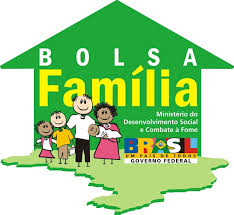 BOLSA
Família
Ministério do
Desenvolvimento Social
e Combate à Fome
BRASIL
UM PAÍS DE TODOS
GOVERNO FEDERAL